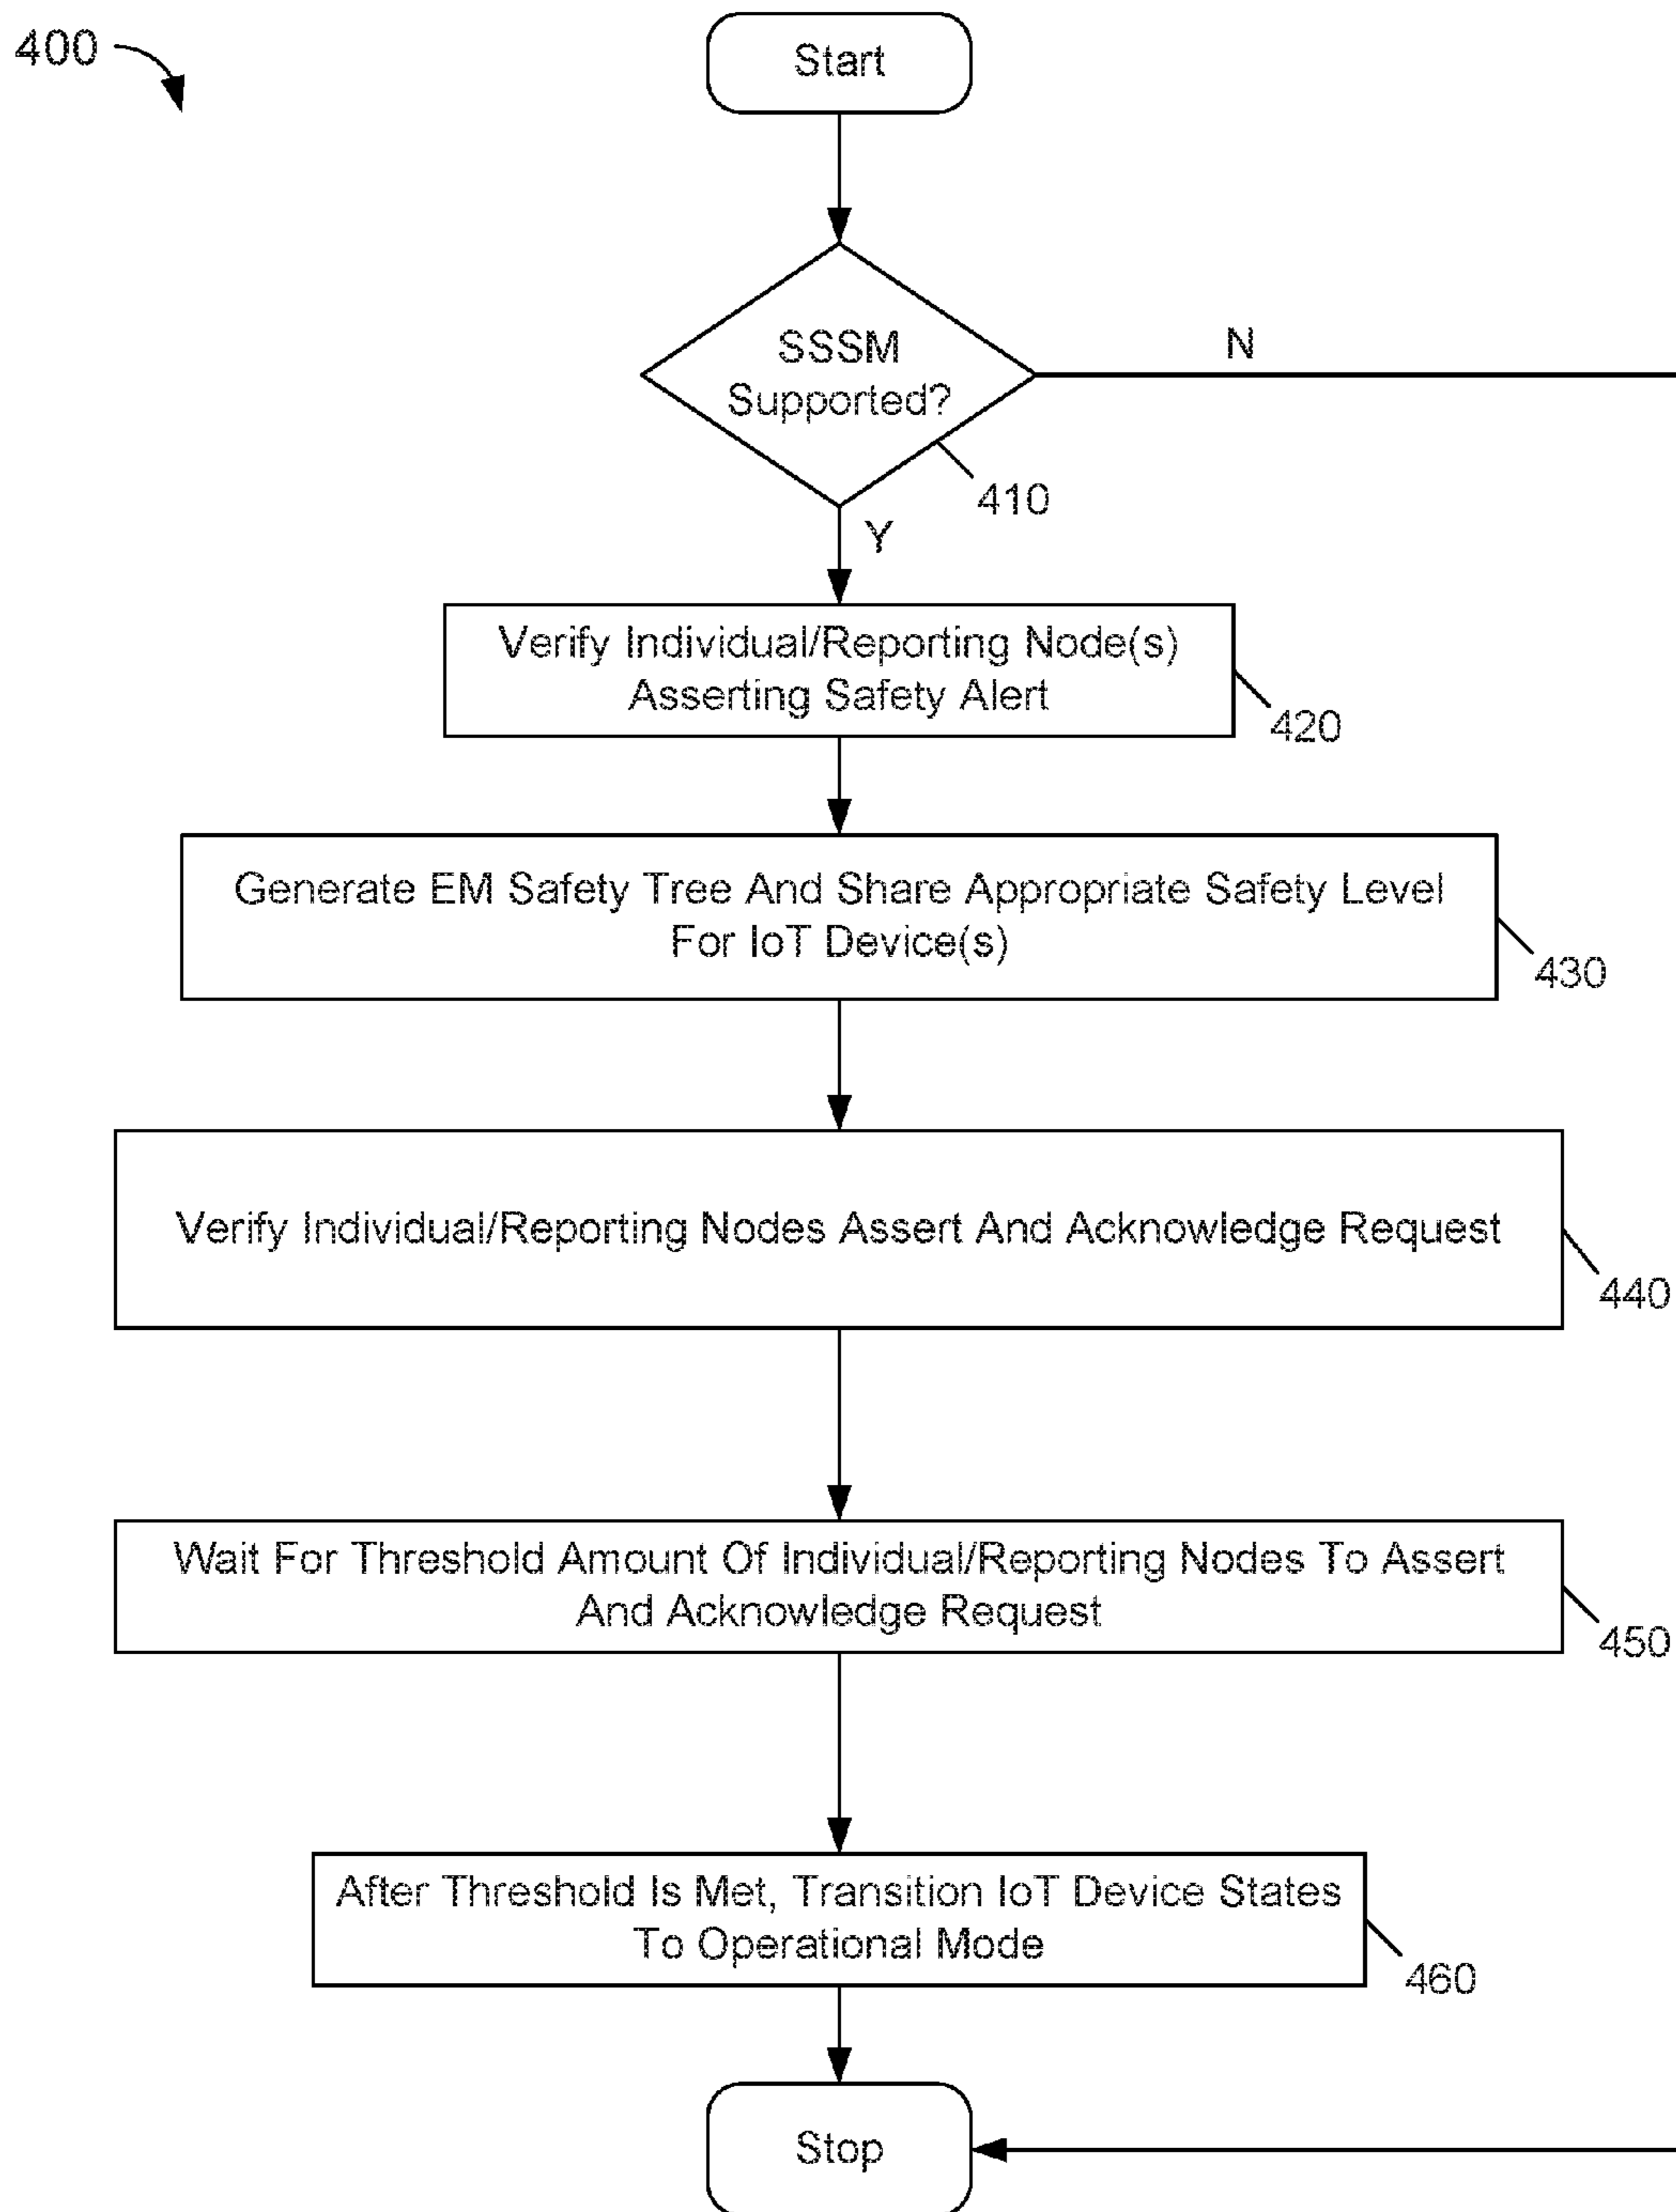 400
Start
SSSM
Supported?
N
410
Y
Verify Individual/Reporting Node(s)
Asserting Safety Alert
420
Generate EM Safety Tree And Share Appropriate Safety Level
For IoT Device(s)
430
Verify Individual/Reporting Nodes Assert And Acknowledge Request
440
Wait For Threshold Amount Of Individual/Reporting Nodes To Assert
And Acknowledge Request
450
After Threshold Is Met, Transition IoT Device States
To Operational Mode
460
Stop